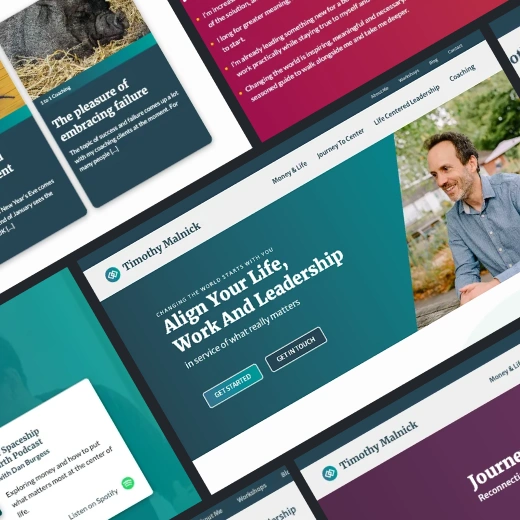 1 to 1 Coaching
The pleasure of
embracing failure
The topic of success and failure comes up a lot
with my coaching clients at the moment. For
many people [...]
New Year's Eve comes
end of January sees the
I'm increas
of the solution, a
I long for greater meaning,
to start.
I'm already leading something new for a b
work practically while staying true to myself and
Changing the world is inspiring, meaningful and necessary
seasoned guide to walk alongside me and take me deeper.
About Me
Workshops
Blog
Contact
Timothy Malnick
Money & Life
Journey To Center
Life Centered Leadership
Coaching
CHANGING THE WORLD STARTS WITH YOU
Align Your Life,
Work And Leadership
in service of what really matters
GET STARTED
GET IN TOUCH
Spaceship
rth Podcast
with Dan Burgess
Exploring money and how to put
what matters most at the center of
life.
Listen on Spotify
About Me
Workshops
Blo
Leadership
Timothy Malnick
Money & Life
Journe
Reconnecti